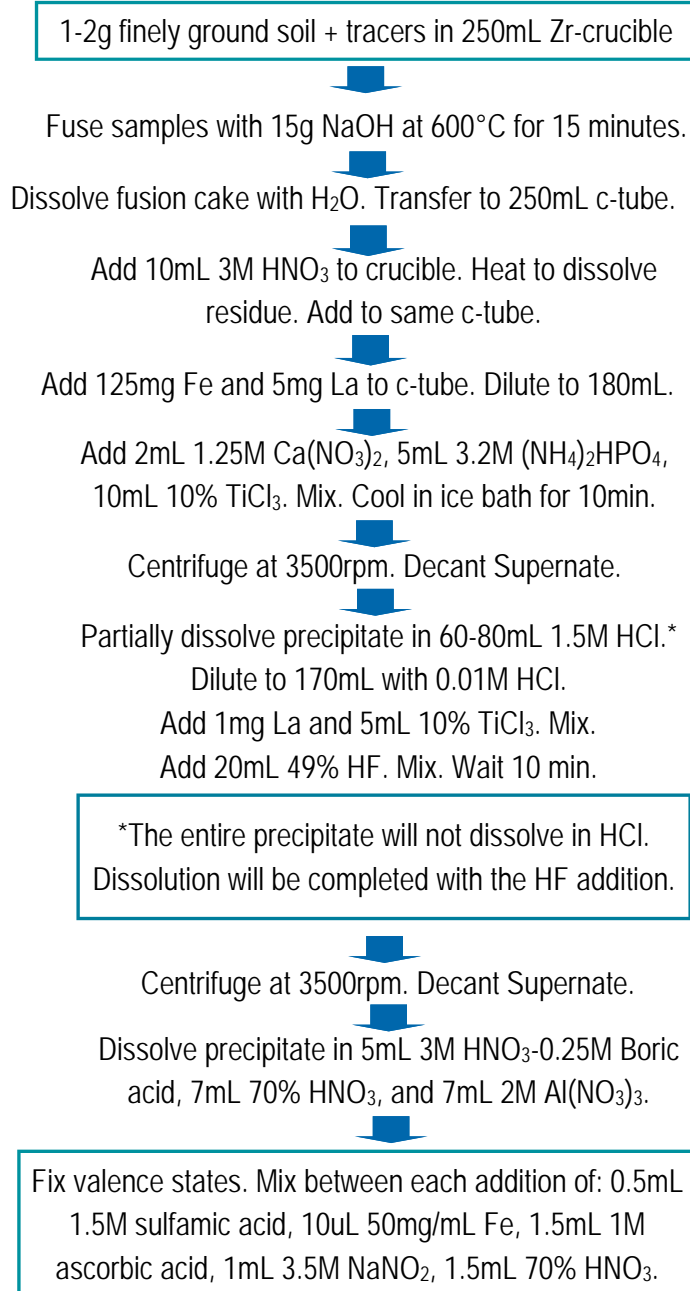 1-2g finely ground soil + tracers in 250mL Zr-crucible
Fuse samples with 15g NaOH at 600°C for 15 minutes.
Dissolve fusion cake with H₂O. Transfer to 250mL c-tube.
Add 10mL 3M HNO₃ to crucible. Heat to dissolve
residue. Add to same c-tube.
Add 125mg Fe and 5mg La to c-tube. Dilute to 180mL.
Add 2mL 1.25M Ca(NO₃)₂, 5mL 3.2M (NH₄)₂HPO₄,
10mL 10% TiCl₃. Mix. Cool in ice bath for 10min.
Centrifuge at 3500rpm. Decant Supernate.
Partially dissolve precipitate in 60-80mL 1.5M HCl.*
Dilute to 170mL with 0.01M HCl.
Add 1mg La and 5mL 10% TiCl₃. Mix.
Add 20mL 49% HF. Mix. Wait 10 min.
*The entire precipitate will not dissolve in HCl.
Dissolution will be completed with the HF addition.
Centrifuge at 3500rpm. Decant Supernate.
Dissolve precipitate in 5mL 3M HNO₃-0.25M Boric
acid, 7mL 70% HNO₃, and 7mL 2M Al(NO₃)₃.
Fix valence states. Mix between each addition of: 0.5mL
1.5M sulfamic acid, 10uL 50mg/mL Fe, 1.5mL 1M
ascorbic acid, 1mL 3.5M NaNO₂, 1.5mL 70% HNO₃.